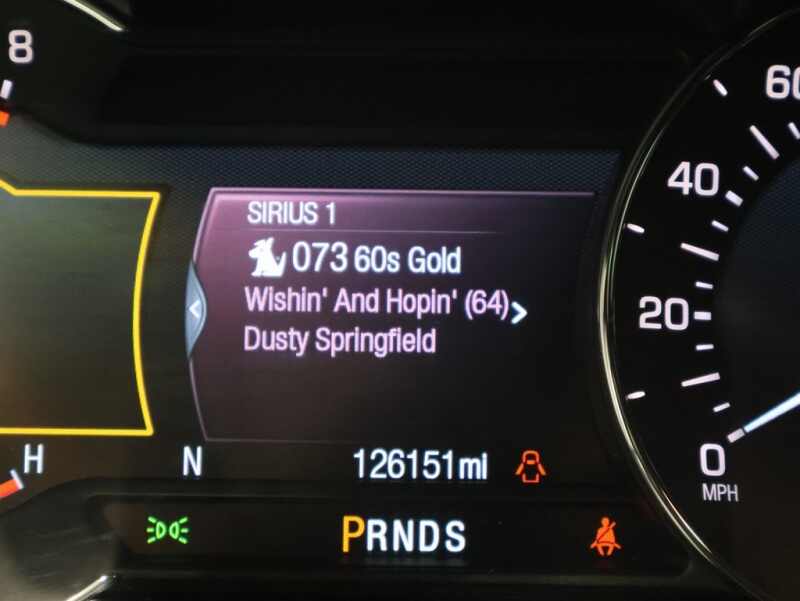 8
60
40
20
0
MPH
SIRIUS 1
073 60s Gold
Wishin' And Hopin' (64)
Dusty Springfield
H
N
126151 mi
PRNDS